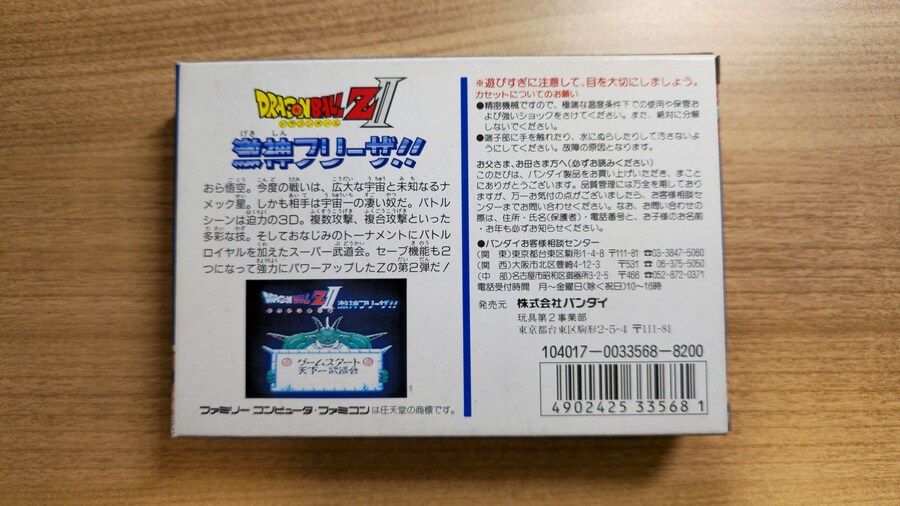 DRAGON BALL ZⅡ
ドラゴンボール
げき しん
激神フリーザ!!
おら悟空。今度の戦いは、広大な宇宙と未知なるナ
メック星。しかも相手は宇宙一の凄い奴だ。バトル
シーンは迫力の3D。複数攻撃、複合攻撃といった
多彩な技。そしておなじみのトーナメントにバトル
ロイヤルを加えたスーパー武道会。セーブ機能も2
つになって強力にパワーアップしたZの第2弾だ!
DRAGON BALL ZⅡ 激神フリーザ!!
ゲームスタート
天下一武道会
ファミリー コンピュータ・ファミコンは任天堂の商標です。
※遊びすぎに注意して、目を大切にしましょう。
カセットについてのお願い
●精密機械ですので、極端な温度条件下での使用や保管お
よび強いショックをさけてください。また、絶対に分解
しないでください。
●端子部に手を触れたり、水にぬらしたりして汚さないよ
うにしてください。故障の原因となります。
お父さま、お母さま方へ(必ずお読みください)
このたびは、バンダイ製品をお買い上げいただき、まこと
にありがとうございます。品質管理には万全を期しており
ますが、万一お気付の点がございましたら、お客様相談セ
ンターまでお問い合わせください。なお、お問い合わせの
際は、住所・氏名(保護者)・電話番号と、お子様のお名前
・お年も必ずお知らせください。
●バンダイお客様相談センター
(関 東)東京都台東区駒形1-4-8 〒111-81 ☎03-3847-5060
(関 西)大阪市北区豊崎4-12-3 〒531 ☎06-375-5050
(中 部)名古屋市昭和区御器所3-2-5 〒466 ☎052-872-0371
電話受付時間 月〜金曜日(除く祝日)10〜16時
発売元 株式会社バンダイ
玩具第2事業部
東京都台東区駒形2-5-4 〒111-81
104017-0033568-8200
4902425 335681